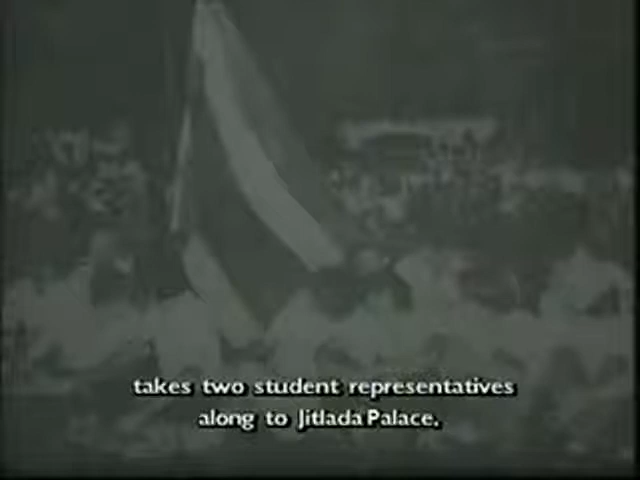 takes two student representatives
along to Jitlada Palace.